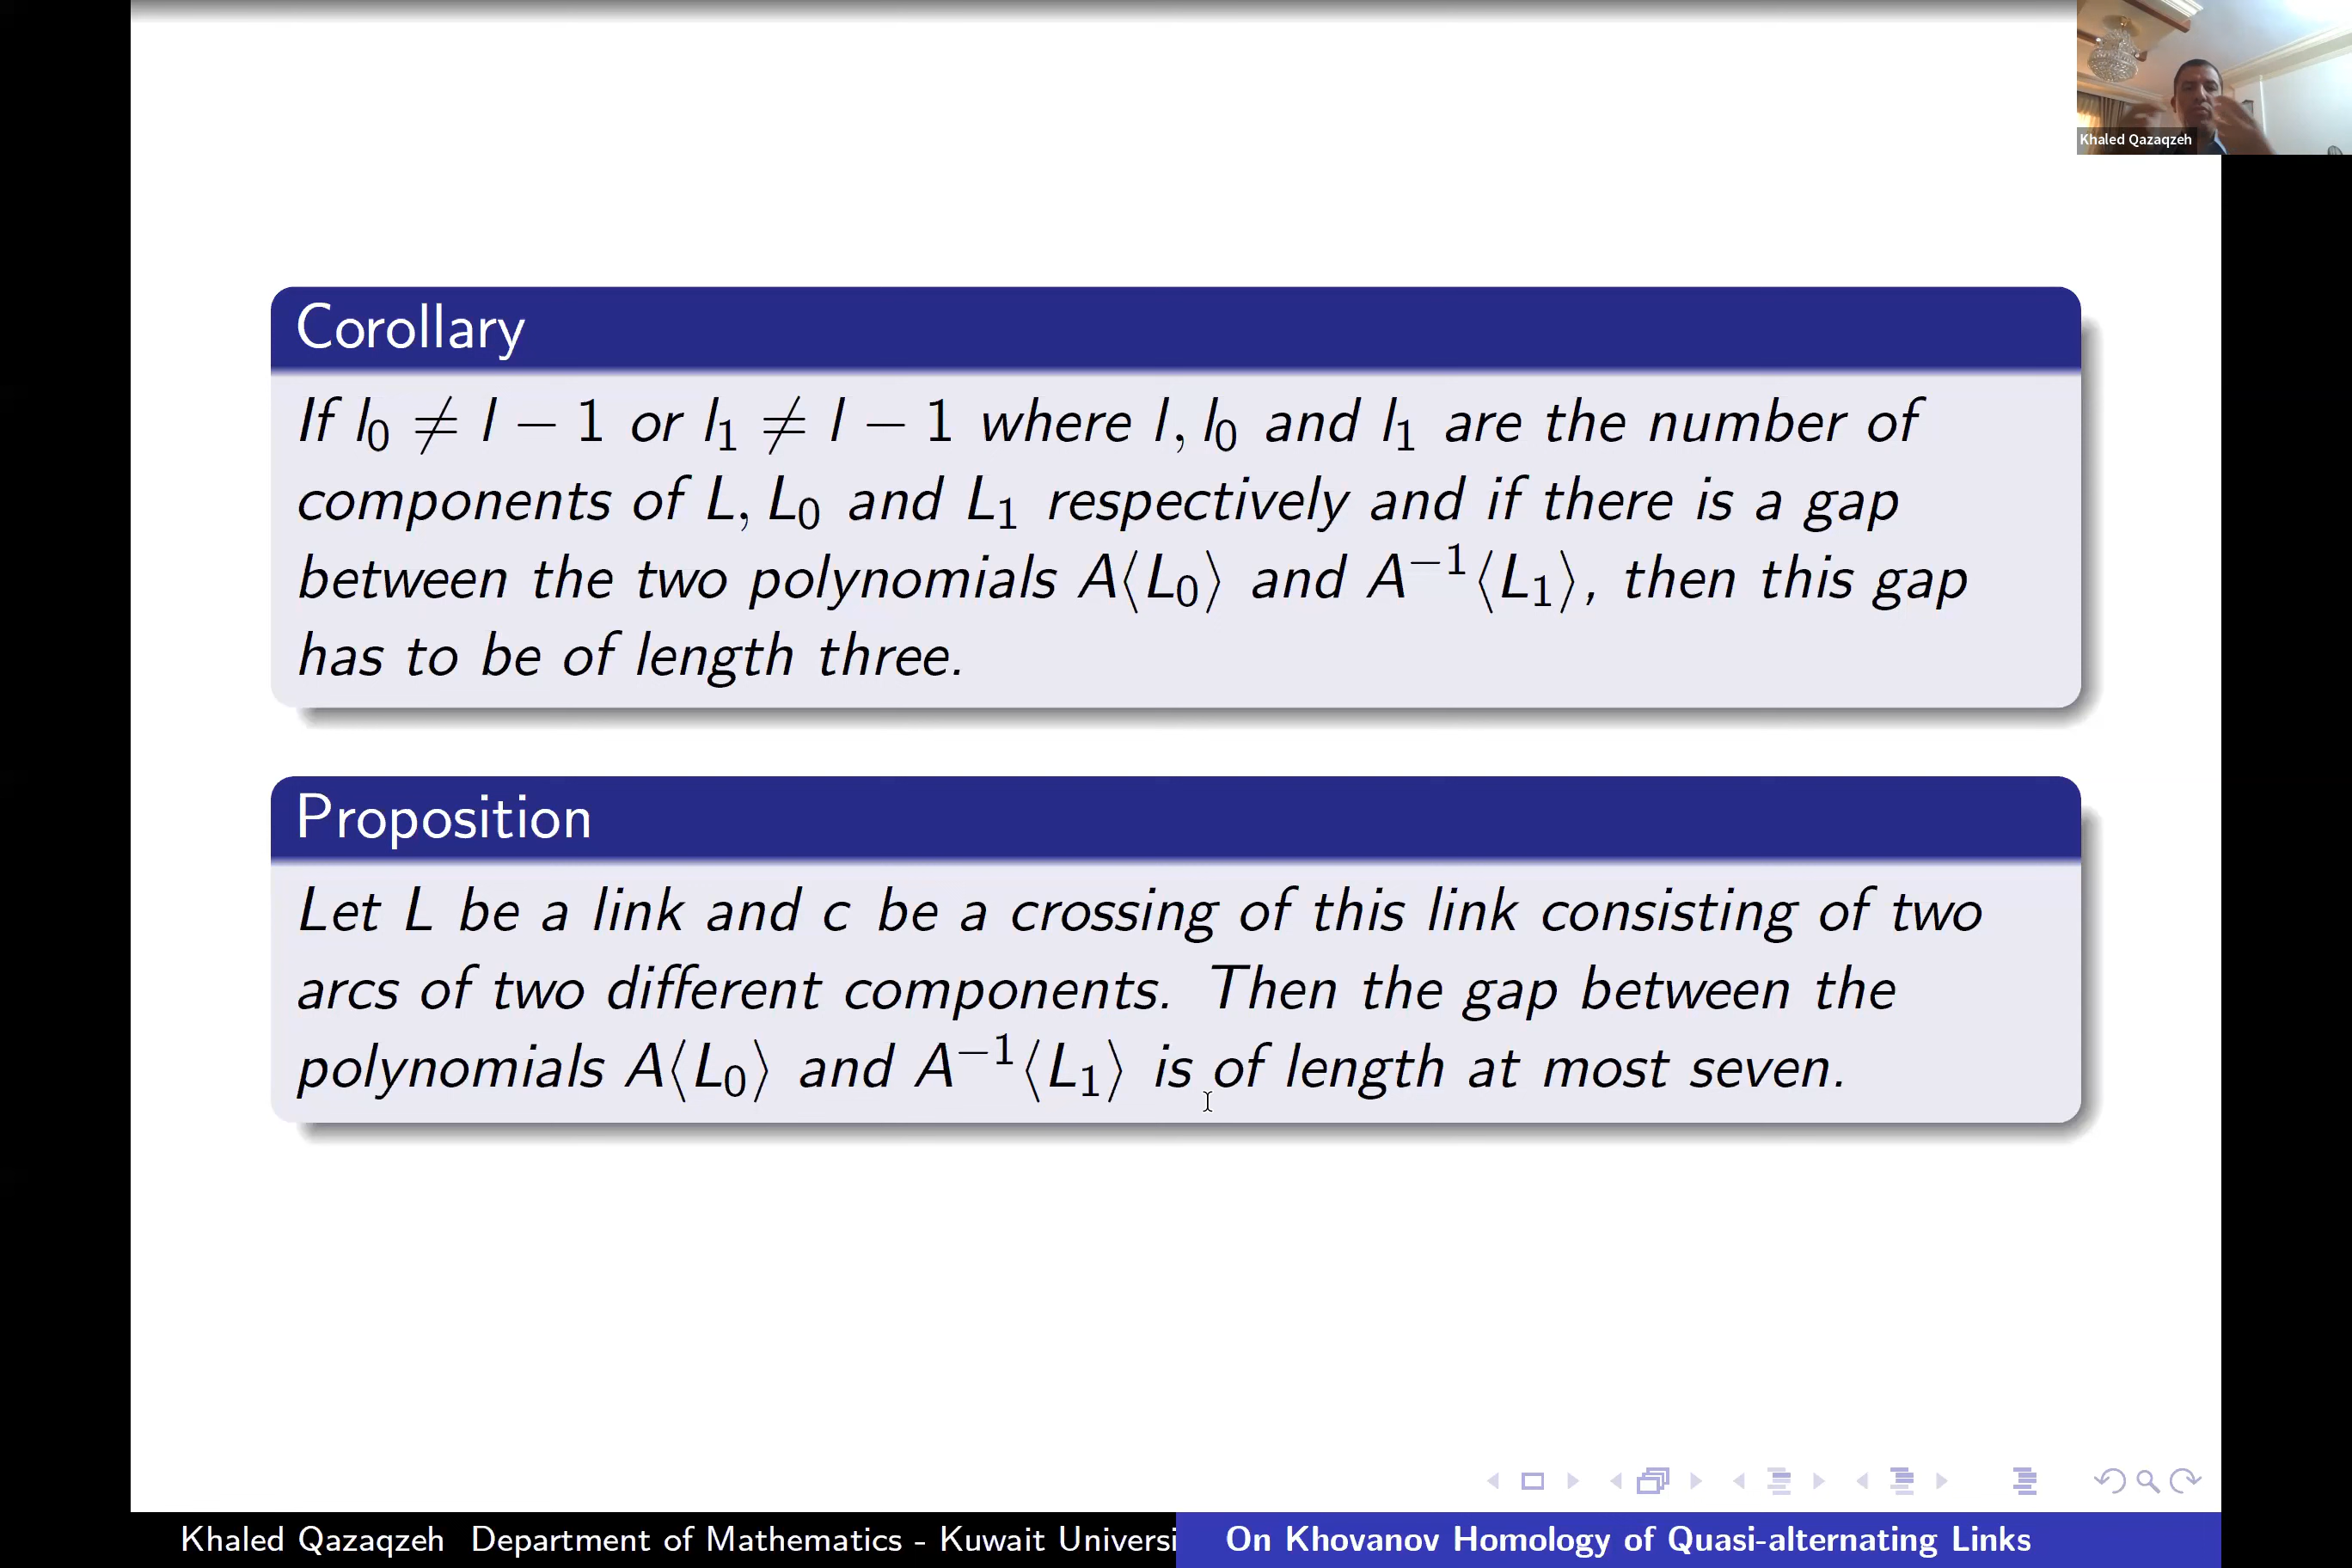 Khaled Qazaqzeh
Corollary
If l₀ ≠ l − 1 or l₁ ≠ l − 1 where l, l₀ and l₁ are the number of
components of L, L₀ and L₁ respectively and if there is a gap
between the two polynomials A⟨L₀⟩ and A⁻¹⟨L₁⟩, then this gap
has to be of length three.
Proposition
Let L be a link and c be a crossing of this link consisting of two
arcs of two different components. Then the gap between the
polynomials A⟨L₀⟩ and A⁻¹⟨L₁⟩ is of length at most seven.
Khaled Qazaqzeh Department of Mathematics - Kuwait Universi
On Khovanov Homology of Quasi-alternating Links